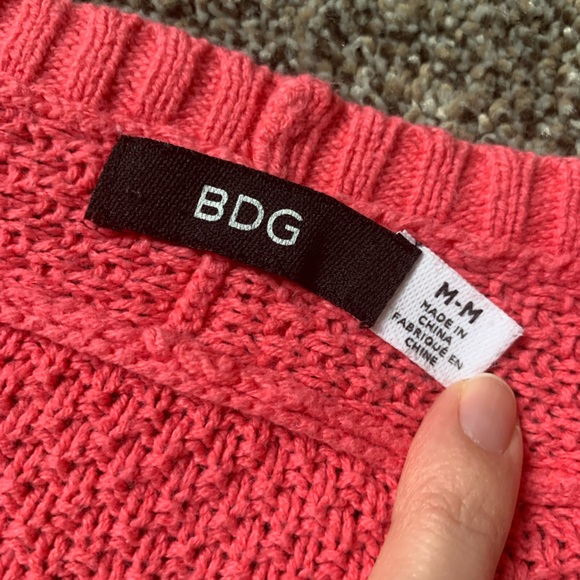 BDG
M-M
MADE IN
CHINA
FABRIQUÉ EN
CHINE